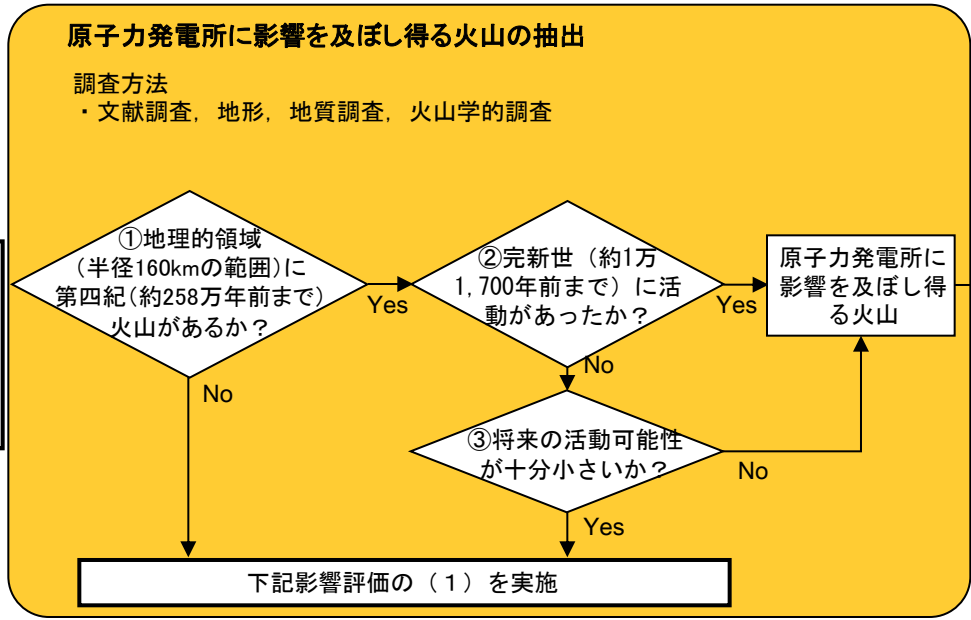 原子力発電所に影響を及ぼし得る火山の抽出
調査方法
・文献調査，地形，地質調査，火山学的調査
①地理的領域
（半径160kmの範囲）に
第四紀（約258万年前まで）
火山があるか？
Yes
②完新世（約1万
1,700年前まで）に活
動があったか？
Yes
原子力発電所に
影響を及ぼし得
る火山
No
No
③将来の活動可能性
が十分小さいか？
No
Yes
下記影響評価の（１）を実施